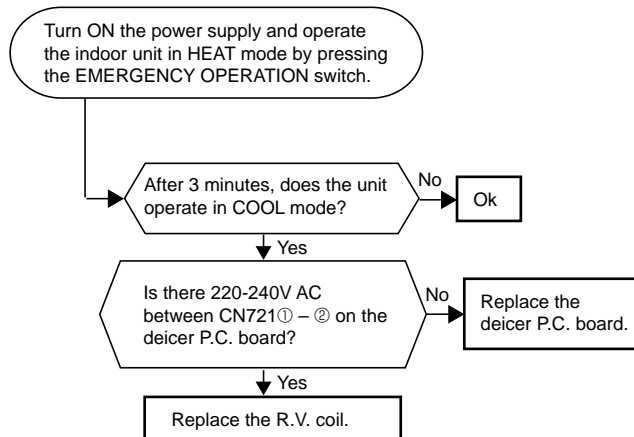 Turn ON the power supply and operate
the indoor unit in HEAT mode by pressing
the EMERGENCY OPERATION switch.
After 3 minutes, does the unit
operate in COOL mode?
No
Ok
Yes
Is there 220-240V AC
between CN721① – ② on the
deicer P.C. board?
No
Replace the
deicer P.C. board.
Yes
Replace the R.V. coil.